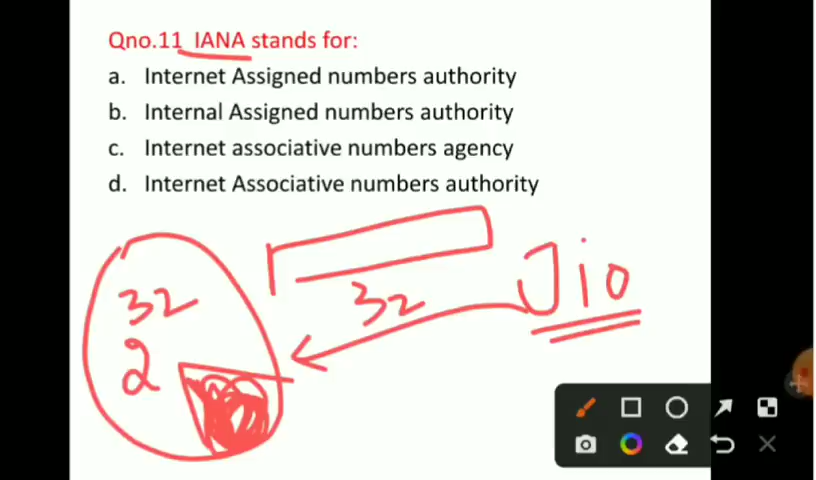 Qno.11 IANA stands for:
a. Internet Assigned numbers authority
b. Internal Assigned numbers authority
c. Internet associative numbers agency
d. Internet Associative numbers authority
Jio
32
32
2